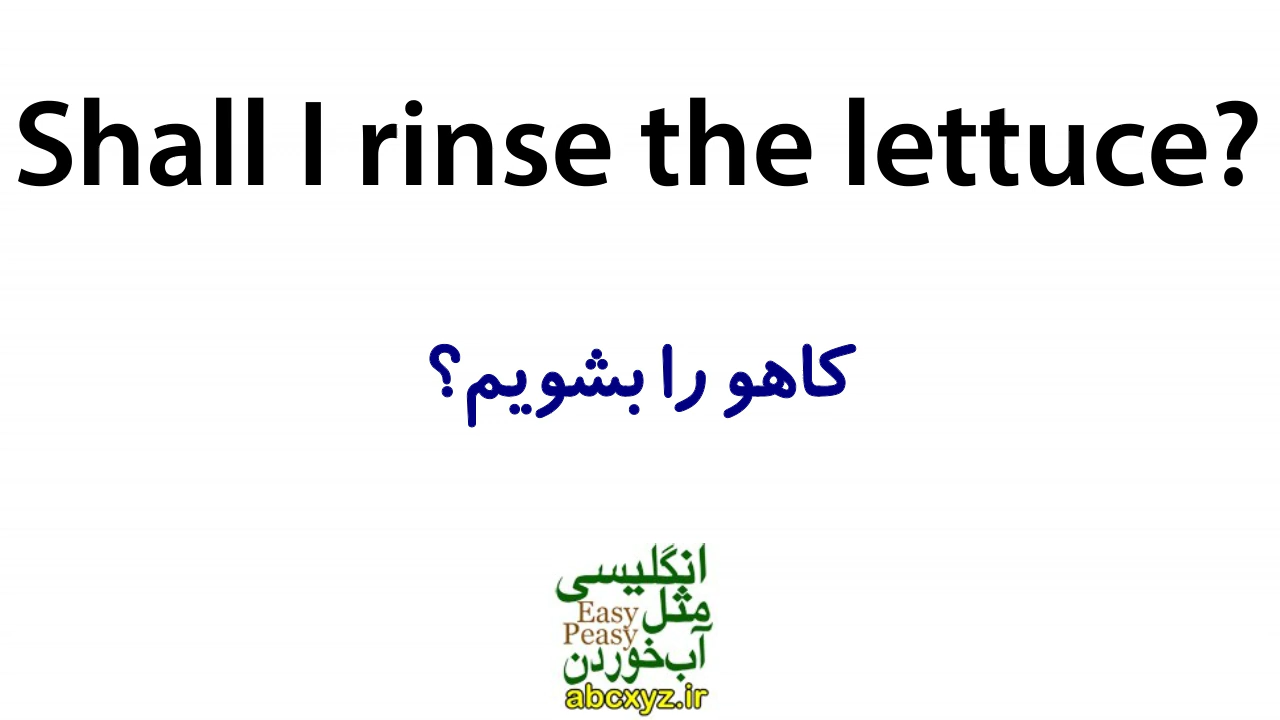 Shall I rinse the lettuce?
کاهو را بشویم؟
انگلیسی
مثل Easy
Peasy
آب‌خوردن
abcxyz.ir